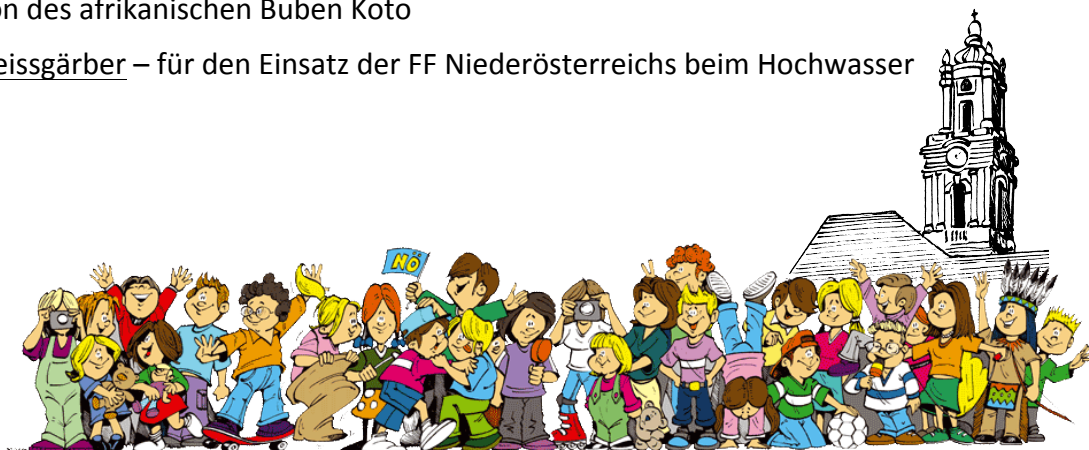 on des afrikanischen Buben Koto
eissgärber – für den Einsatz der FF Niederösterreichs beim Hochwasser
NÖ